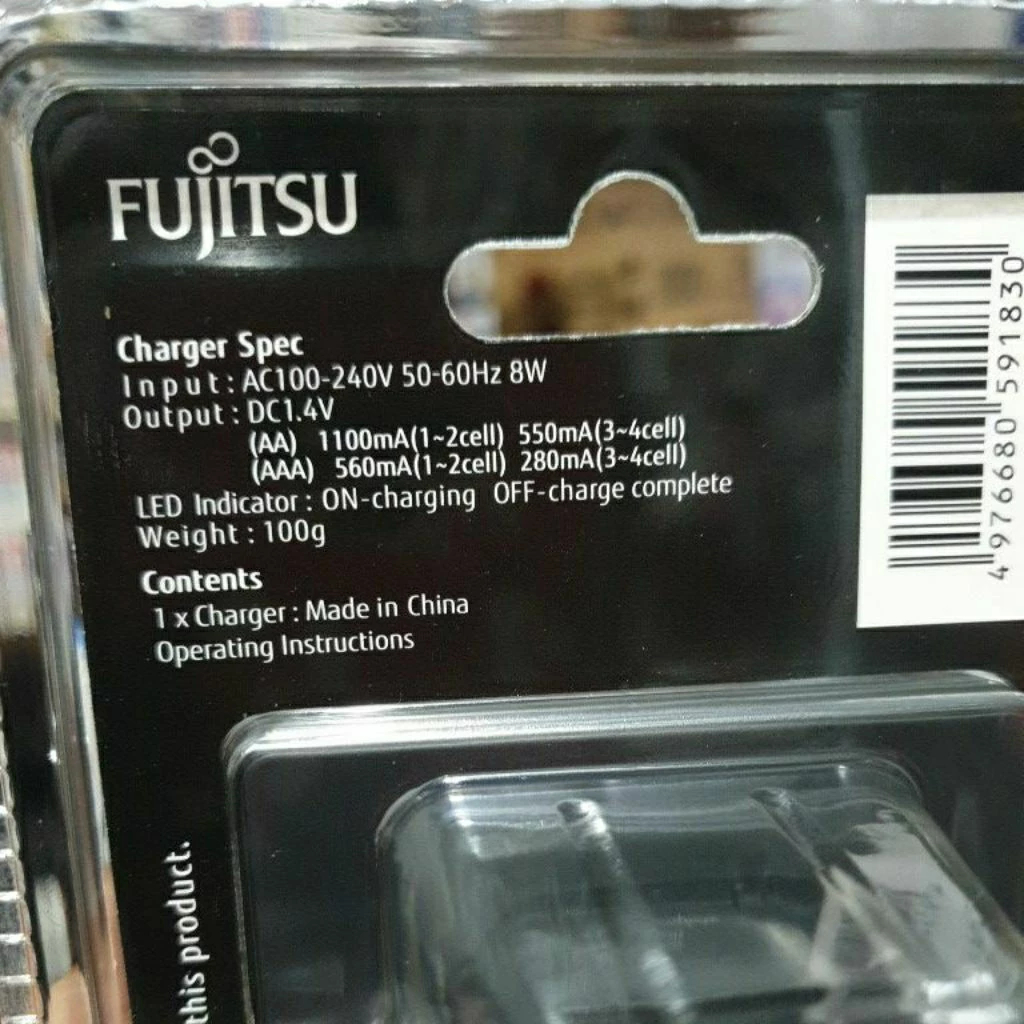 FUJITSU
Charger Spec
Input : AC100-240V 50-60Hz 8W
Output : DC1.4V
(AA) 1100mA(1~2cell) 550mA(3~4cell)
(AAA) 560mA(1~2cell) 280mA(3~4cell)
LED Indicator : ON-charging OFF-charge complete
Weight : 100g
Contents
1 x Charger : Made in China
Operating Instructions
4 976680 591830
this product.